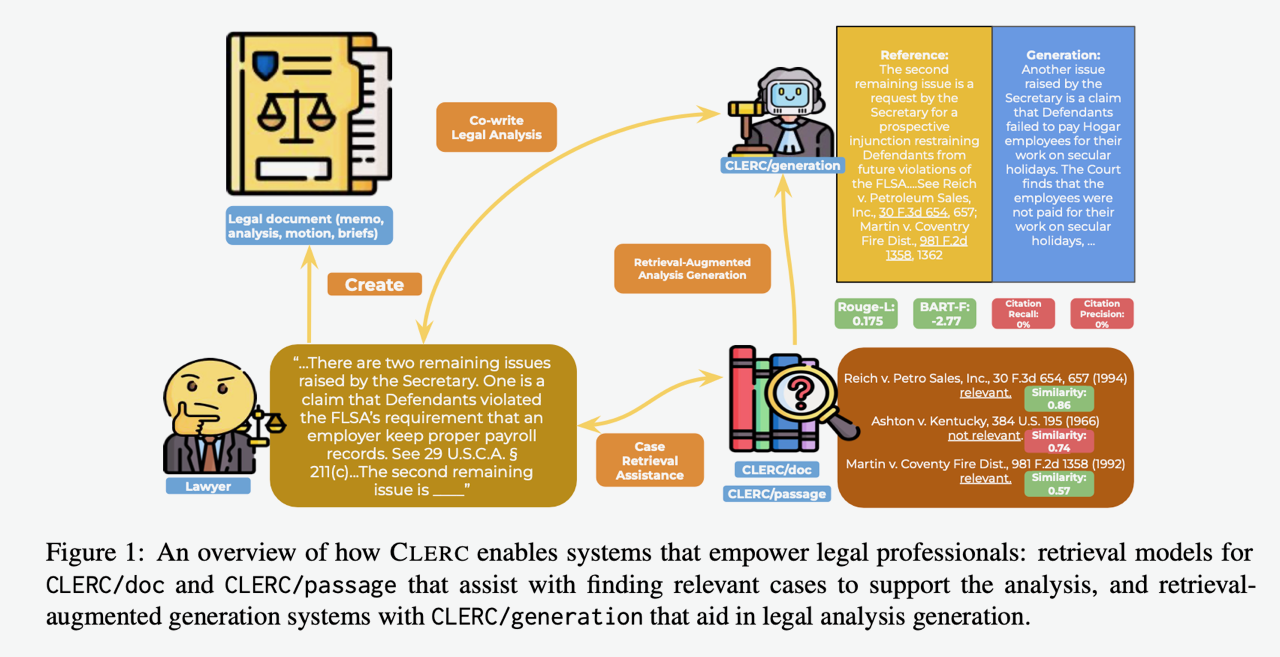 Co-write
Legal Analysis
Legal document (memo,
analysis, motion, briefs)
Create
Lawyer
“...There are two remaining issues
raised by the Secretary. One is a
claim that Defendants violated
the FLSA’s requirement that an
employer keep proper payroll
records. See 29 U.S.C.A. §
211(c)...The second remaining
issue is ____”
CLERC/generation
Retrieval-Augmented
Analysis Generation
Case
Retrieval
Assistance
CLERC/doc
CLERC/passage
Reference:
The second
remaining issue is a
request by the
Secretary for a
prospective
injunction restraining
Defendants from
future violations of
the FLSA....See Reich
v. Petroleum Sales,
Inc., 30 F.3d 654, 657;
Martin v. Coventry
Fire Dist., 981 F.2d
1358, 1362
Generation:
Another issue
raised by the
Secretary is a claim
that Defendants
failed to pay Hogar
employees for their
work on secular
holidays. The Court
finds that the
employees were
not paid for their
work on secular
holidays, ...
Rouge-L:
0.175
BART-F:
-2.77
Citation
Recall:
0%
Citation
Precision:
0%
Reich v. Petro Sales, Inc., 30 F.3d 654, 657 (1994)
relevant.
Similarity:
0.86
Ashton v. Kentucky, 384 U.S. 195 (1966)
not relevant.
Similarity:
0.74
Martin v. Coventy Fire Dist., 981 F.2d 1358 (1992)
relevant.
Similarity:
0.57
Figure 1: An overview of how CLERC enables systems that empower legal professionals: retrieval models for
CLERC/doc and CLERC/passage that assist with finding relevant cases to support the analysis, and retrieval-
augmented generation systems with CLERC/generation that aid in legal analysis generation.